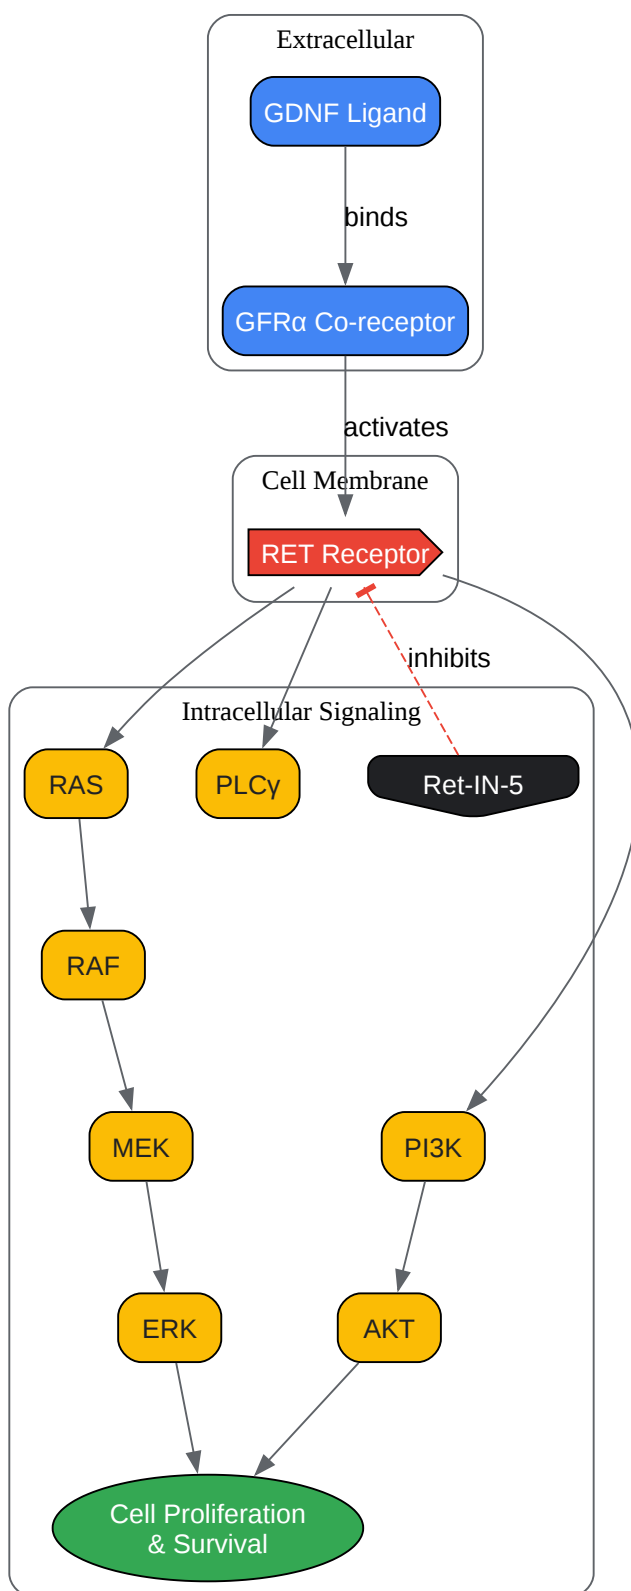 Extracellular
GDNF Ligand
binds
GFRα Co-receptor
activates
Cell Membrane
RET Receptor
inhibits
Intracellular Signaling
RAS
PLCγ
Ret-IN-5
RAF
MEK
PI3K
ERK
AKT
Cell Proliferation
& Survival